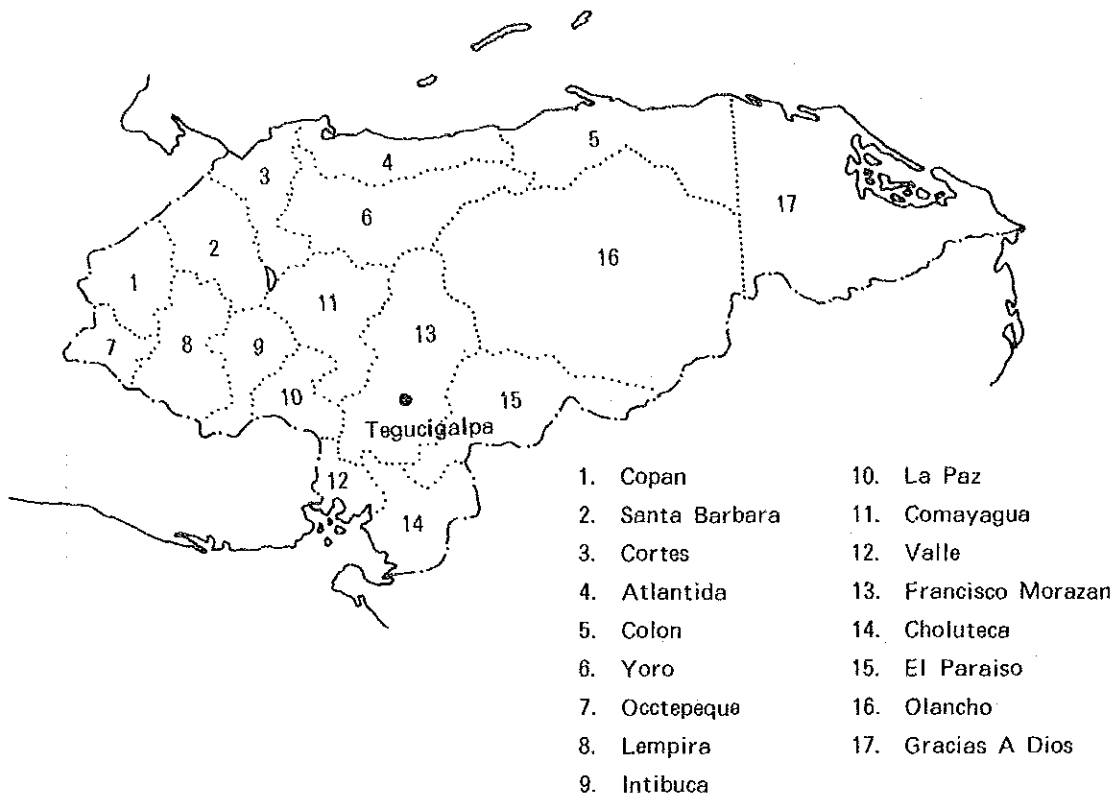 5
4
3
17
6
2
16
1
11
13
8
9
7
10
15
Tegucigalpa
12
14
1. Copan
2. Santa Barbara
3. Cortes
4. Atlantida
5. Colon
6. Yoro
7. Occtepeque
8. Lempira
9. Intibuca
10. La Paz
11. Comayagua
12. Valle
13. Francisco Morazan
14. Choluteca
15. El Paraiso
16. Olancho
17. Gracias A Dios